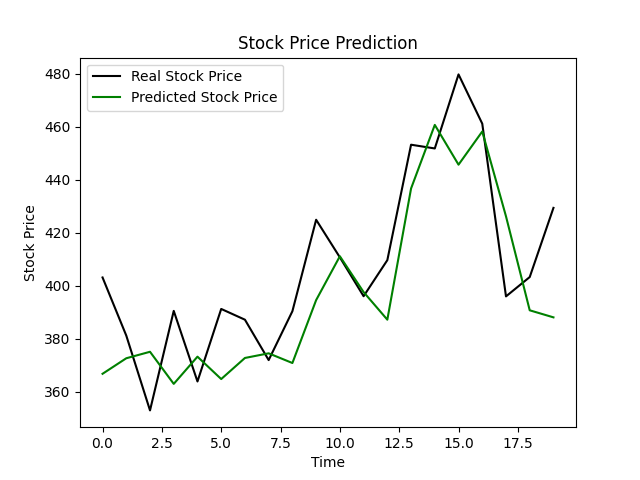 Stock Price Prediction
Real Stock Price
Predicted Stock Price
Stock Price
480
460
440
420
400
380
360
0.0 2.5 5.0 7.5 10.0 12.5 15.0 17.5
Time